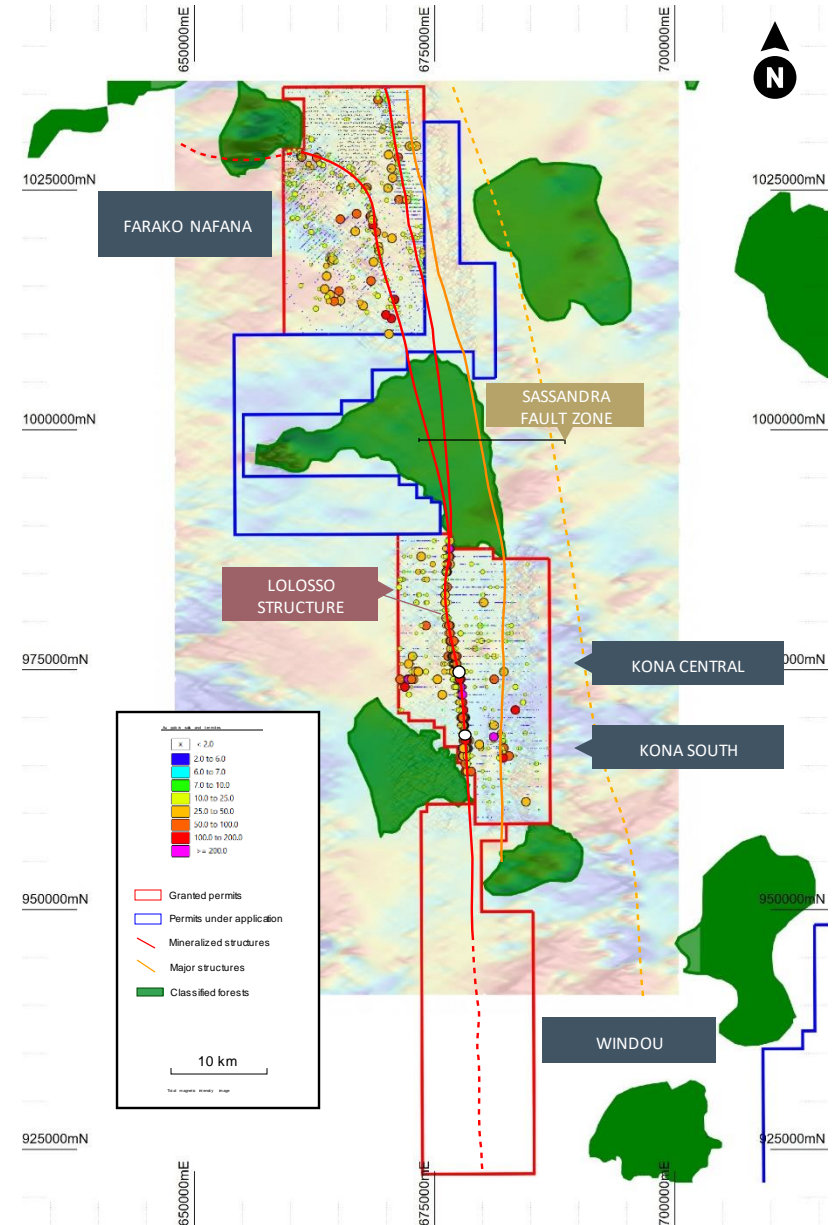 650000mE
675000mE
700000mE
N
1025000mN
1025000mN
FARAKO NAFANA
SASSANDRA
FAULT ZONE
1000000mN
1000000mN
LOLOSSO
STRUCTURE
975000mN
KONA CENTRAL
KONA SOUTH
< 2.0
2.0 to 6.0
6.0 to 7.0
7.0 to 10.0
10.0 to 25.0
25.0 to 50.0
50.0 to 100.0
100.0 to 200.0
>= 200.0
Granted permits
Permits under application
Mineralized structures
Major structures
Classified forests
10 km
Total magnetic intensity image
950000mN
950000mN
WINDOU
925000mN
925000mN
650000mE
675000mE
700000mE